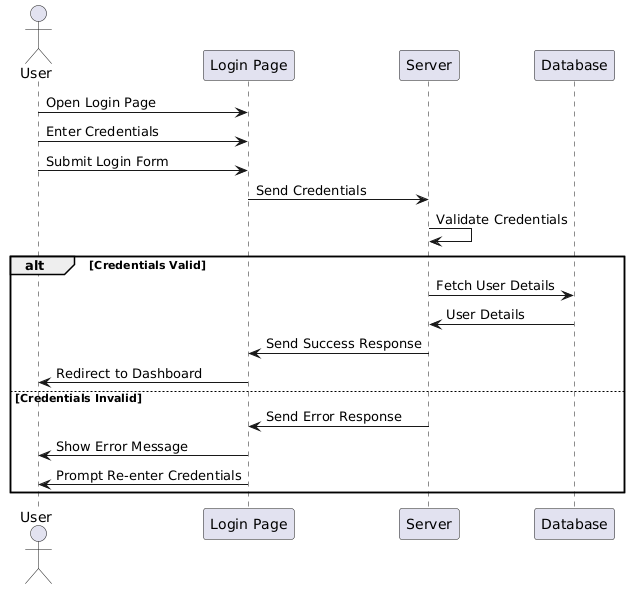 User
Login Page
Server
Database
Open Login Page
Enter Credentials
Submit Login Form
Send Credentials
Validate Credentials
alt
[Credentials Valid]
Fetch User Details
User Details
Send Success Response
Redirect to Dashboard
[Credentials Invalid]
Send Error Response
Show Error Message
Prompt Re-enter Credentials
User
Login Page
Server
Database